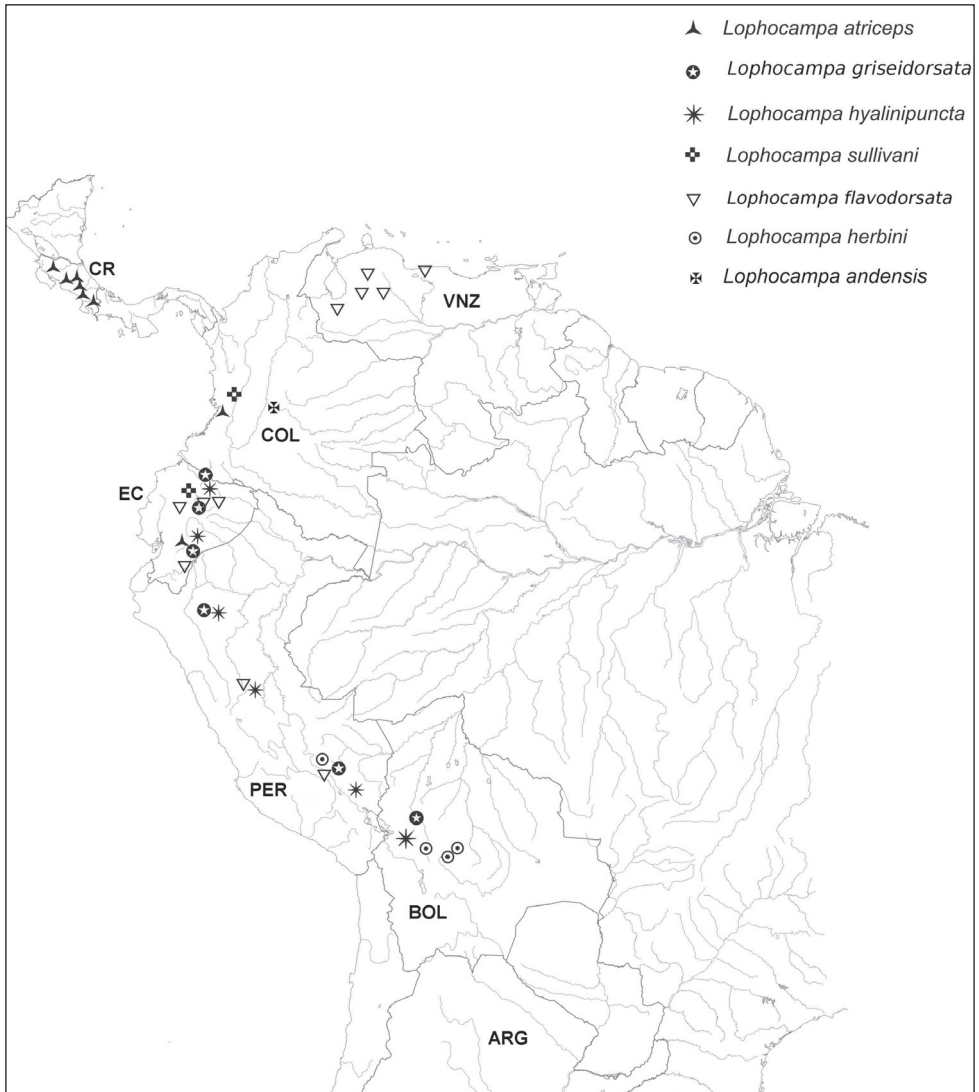 Lophocampa atriceps
Lophocampa griseidorsata
Lophocampa hyalinipuncta
Lophocampa sullivani
Lophocampa flavodorsata
Lophocampa herbini
Lophocampa andensis
CR
VNZ
COL
EC
PER
BOL
ARG